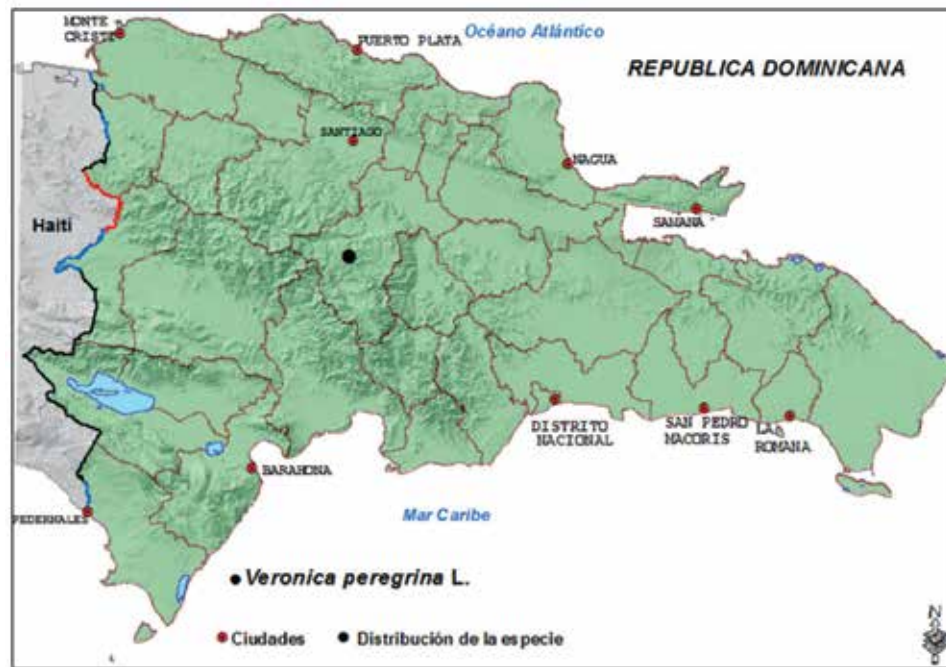 MONTE
CRISTI
PUERTO PLATA
Océano Atlántico
REPUBLICA DOMINICANA
SANTIAGO
NAGUA
SAMANA
Haití
DISTRITO
NACIONAL
SAN PEDRO
MACORIS
LA
ROMANA
BARAHONA
PEDERNALES
Mar Caribe
Veronica peregrina L.
Ciudades
Distribución de la especie